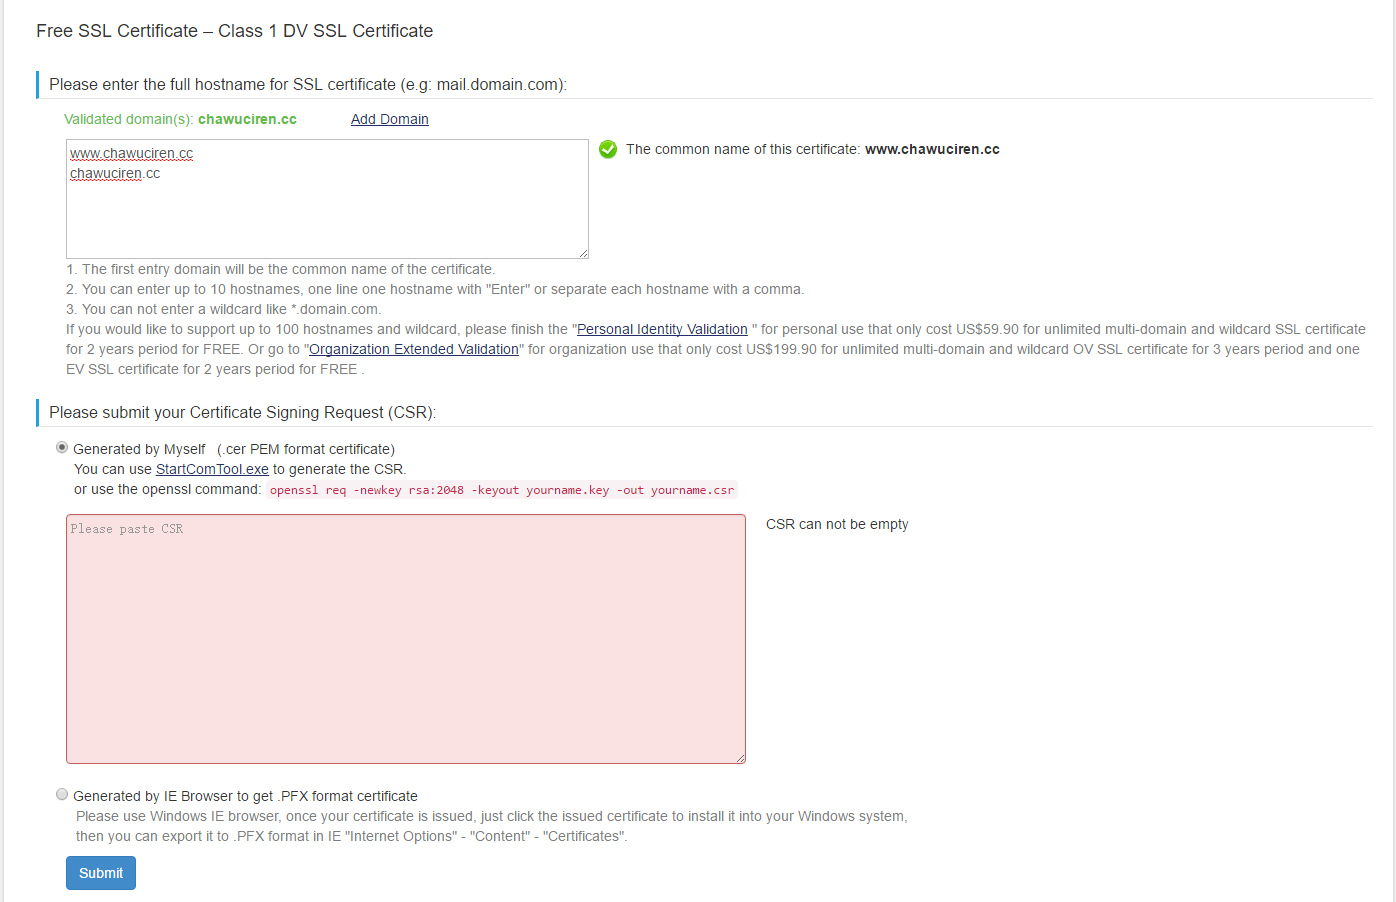 Free SSL Certificate – Class 1 DV SSL Certificate
Please enter the full hostname for SSL certificate (e.g: mail.domain.com):
Validated domain(s): chawuciren.cc Add Domain
www.chawuciren.cc
chawuciren.cc
The common name of this certificate: www.chawuciren.cc
1. The first entry domain will be the common name of the certificate.
2. You can enter up to 10 hostnames, one line one hostname with "Enter" or separate each hostname with a comma.
3. You can not enter a wildcard like *.domain.com.
If you would like to support up to 100 hostnames and wildcard, please finish the "Personal Identity Validation " for personal use that only cost US$59.90 for unlimited multi-domain and wildcard SSL certificate
for 2 years period for FREE. Or go to "Organization Extended Validation" for organization use that only cost US$199.90 for unlimited multi-domain and wildcard OV SSL certificate for 3 years period and one
EV SSL certificate for 2 years period for FREE .
Please submit your Certificate Signing Request (CSR):
Generated by Myself (.cer PEM format certificate)
You can use StartComTool.exe to generate the CSR.
or use the openssl command: openssl req -newkey rsa:2048 -keyout yourname.key -out yourname.csr
Please paste CSR
CSR can not be empty
Generated by IE Browser to get .PFX format certificate
Please use Windows IE browser, once your certificate is issued, just click the issued certificate to install it into your Windows system,
then you can export it to .PFX format in IE "Internet Options" - "Content" - "Certificates".
Submit